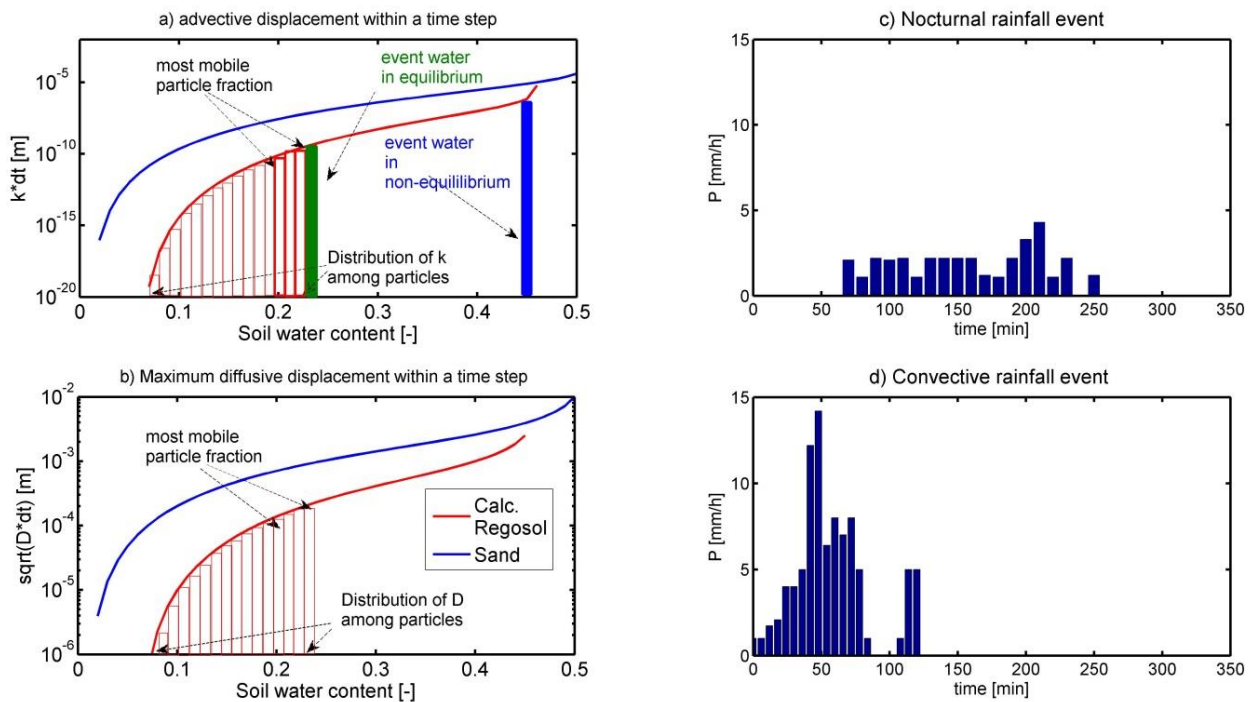 a) advective displacement within a time step
k*dt [m]
10^-5
10^-10
10^-15
10^-20
most mobile
particle fraction
event water
in equilibrium
event water
in
non-equililibrium
Distribution of k
among particles
0 0.1 0.2 0.3 0.4 0.5
Soil water content [-]
b) Maximum diffusive displacement within a time step
sqrt(D*dt) [m]
10^-2
10^-3
10^-4
10^-5
10^-6
most mobile
particle fraction
Calc.
Regosol
Sand
Distribution of D
among particles
0 0.1 0.2 0.3 0.4 0.5
Soil water content [-]
c) Nocturnal rainfall event
P [mm/h]
15
10
5
0
0 50 100 150 200 250 300 350
time [min]
d) Convective rainfall event
P [mm/h]
15
10
5
0
0 50 100 150 200 250 300 350
time [min]